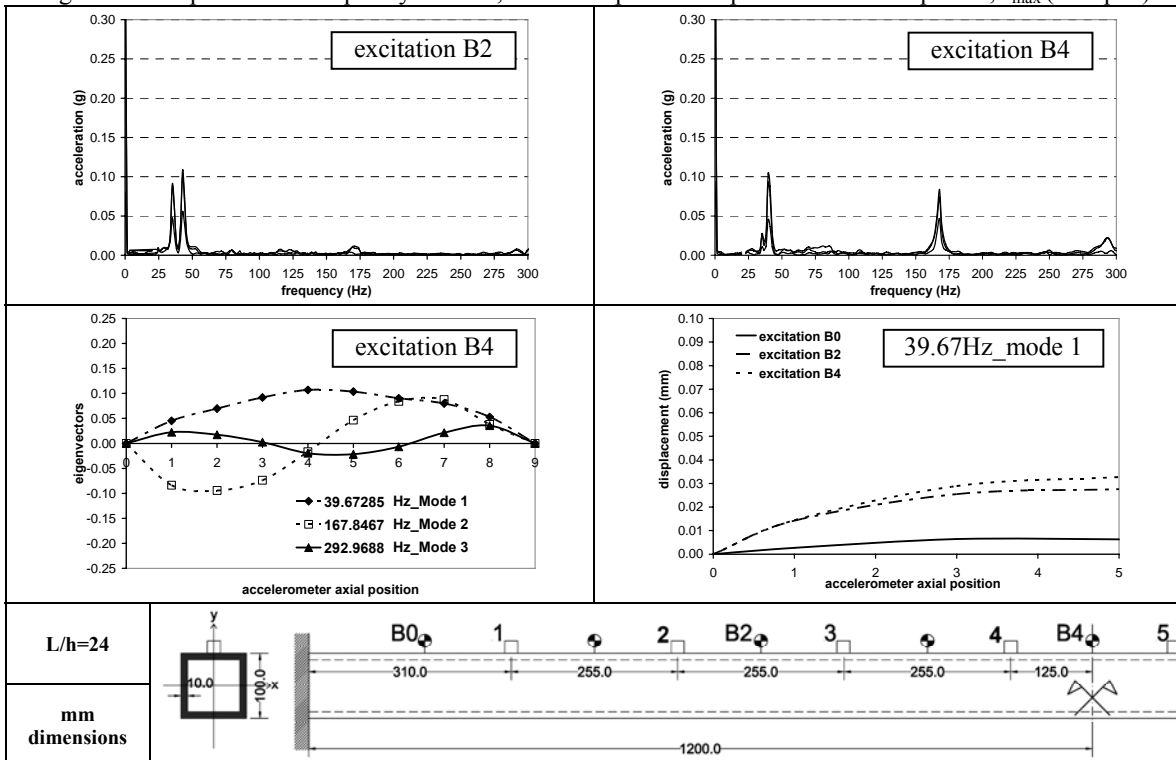 max
excitation B2
acceleration (g)
0.30
0.25
0.20
0.15
0.10
0.05
0.00
0 25 50 75 100 125 150 175 200 225 250 275 300
frequency (Hz)
excitation B4
acceleration (g)
0.30
0.25
0.20
0.15
0.10
0.05
0.00
0 25 50 75 100 125 150 175 200 225 250 275 300
frequency (Hz)
excitation B4
eigenvectors
0.25
0.20
0.15
0.10
0.05
0.00
-0.05
-0.10
-0.15
-0.20
-0.25
0 1 2 3 4 5 6 7 8 9
39.67285 Hz_Mode 1
167.8467 Hz_Mode 2
292.9688 Hz_Mode 3
accelerometer axial position
39.67Hz_mode 1
excitation B0
excitation B2
excitation B4
displacement (mm)
0.10
0.09
0.08
0.07
0.06
0.05
0.04
0.03
0.02
0.01
0.00
0 1 2 3 4 5
accelerometer axial position
L/h=24
mm
dimensions
y
x
10.0
100.0
B0 1 2 B2 3 4 B4 5
310.0 255.0 255.0 255.0 125.0
1200.0